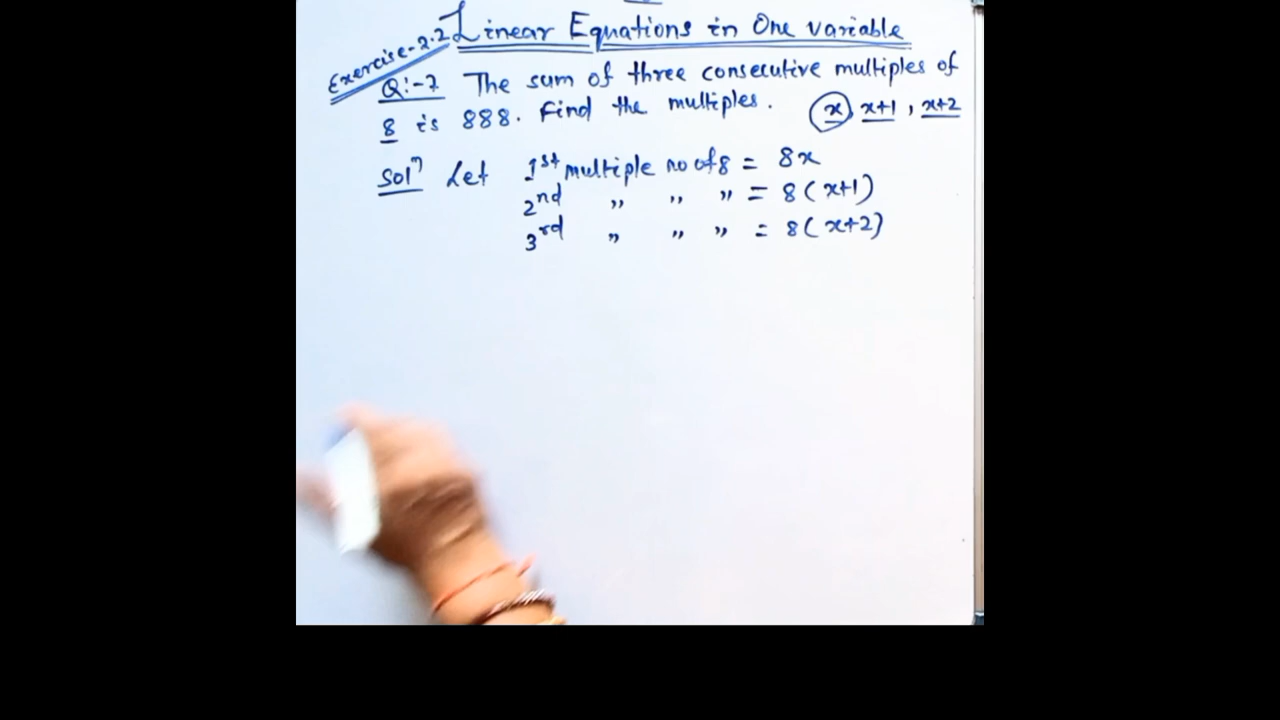 Exercise-2.2 Linear Equations in One variable
Q:-7 The sum of three consecutive multiples of
8 is 888. Find the multiples. x, x+1, x+2
Solⁿ Let 1st multiple no of 8 = 8x
2nd " " " = 8(x+1)
3rd " " " = 8(x+2)